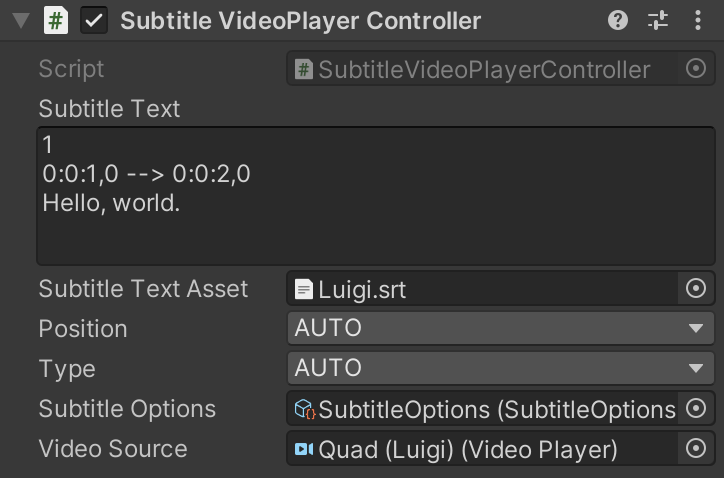 Subtitle VideoPlayer Controller
Script
SubtitleVideoPlayerController
Subtitle Text
1
0:0:1,0 --> 0:0:2,0
Hello, world.
Subtitle Text Asset
Luigi.srt
Position
AUTO
Type
AUTO
Subtitle Options
SubtitleOptions (SubtitleOptions
Video Source
Quad (Luigi) (Video Player)